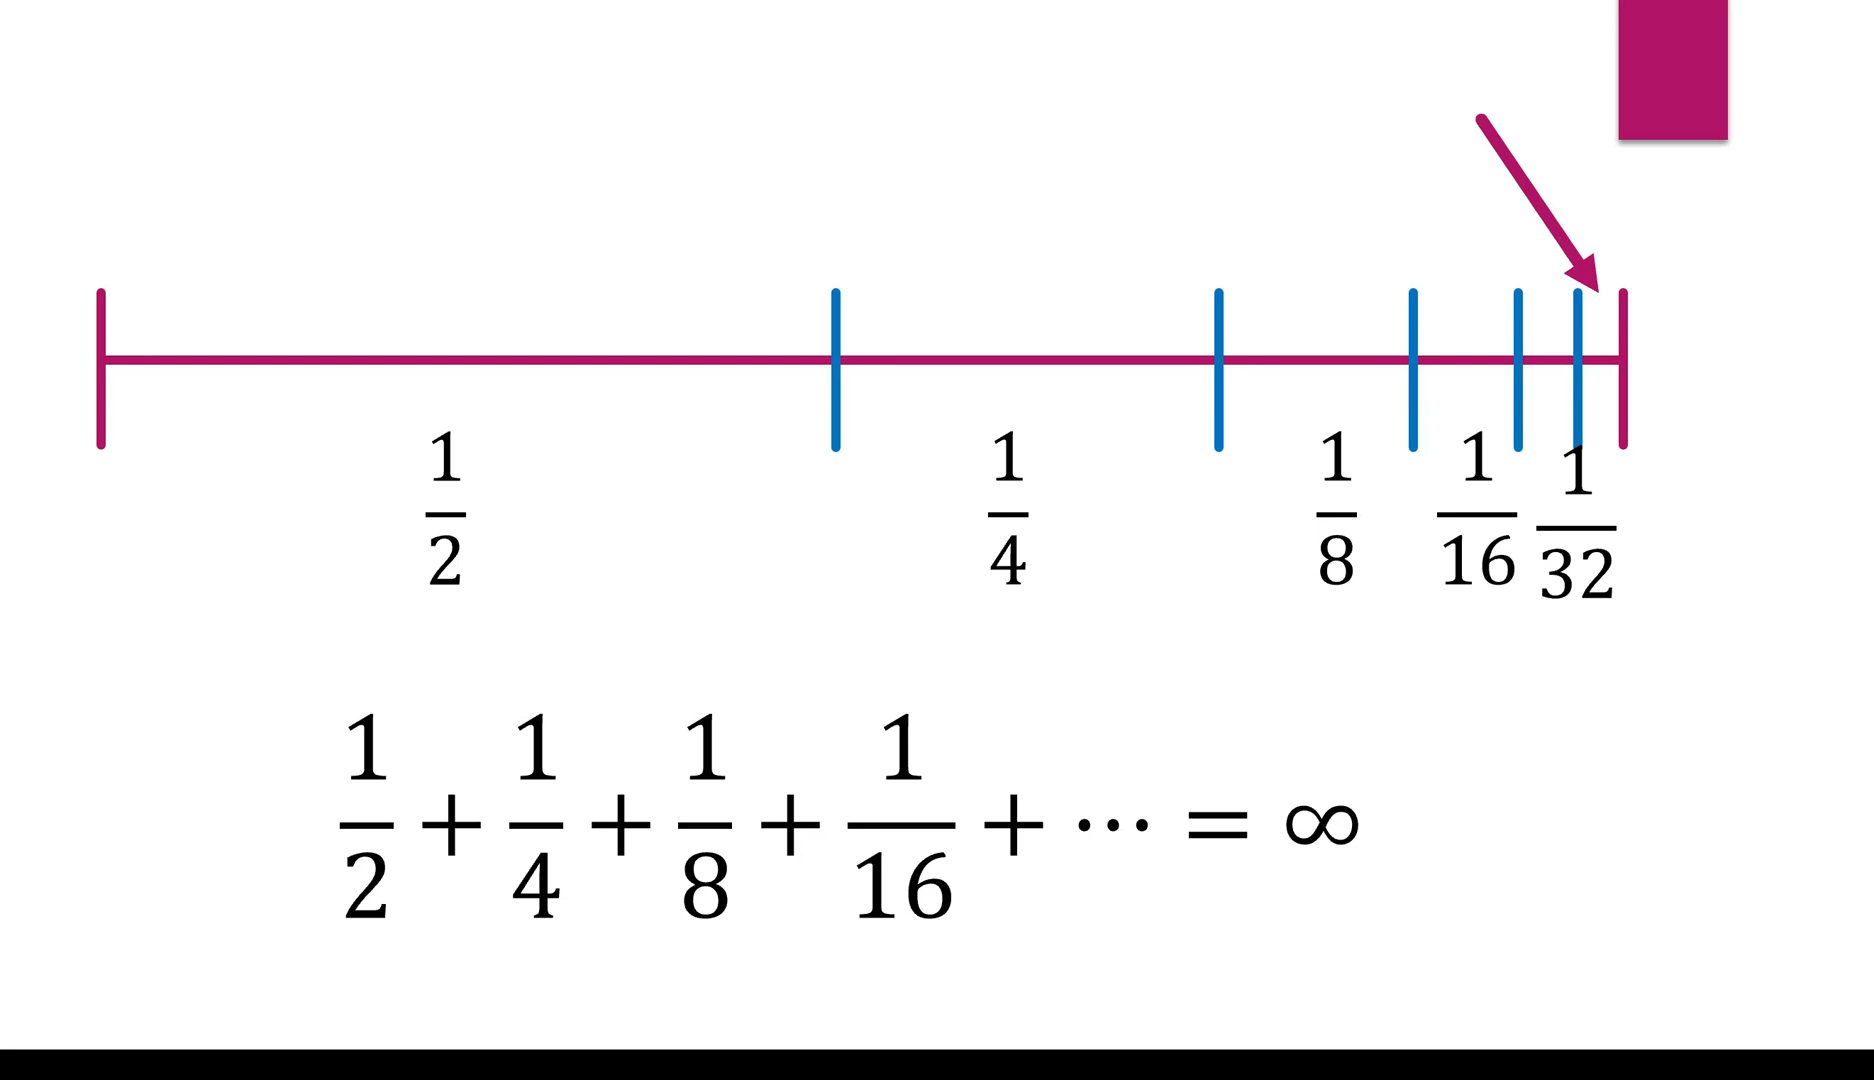 1/2 1/4 1/8 1/16 1/32
1/2 + 1/4 + 1/8 + 1/16 + ⋯ = ∞